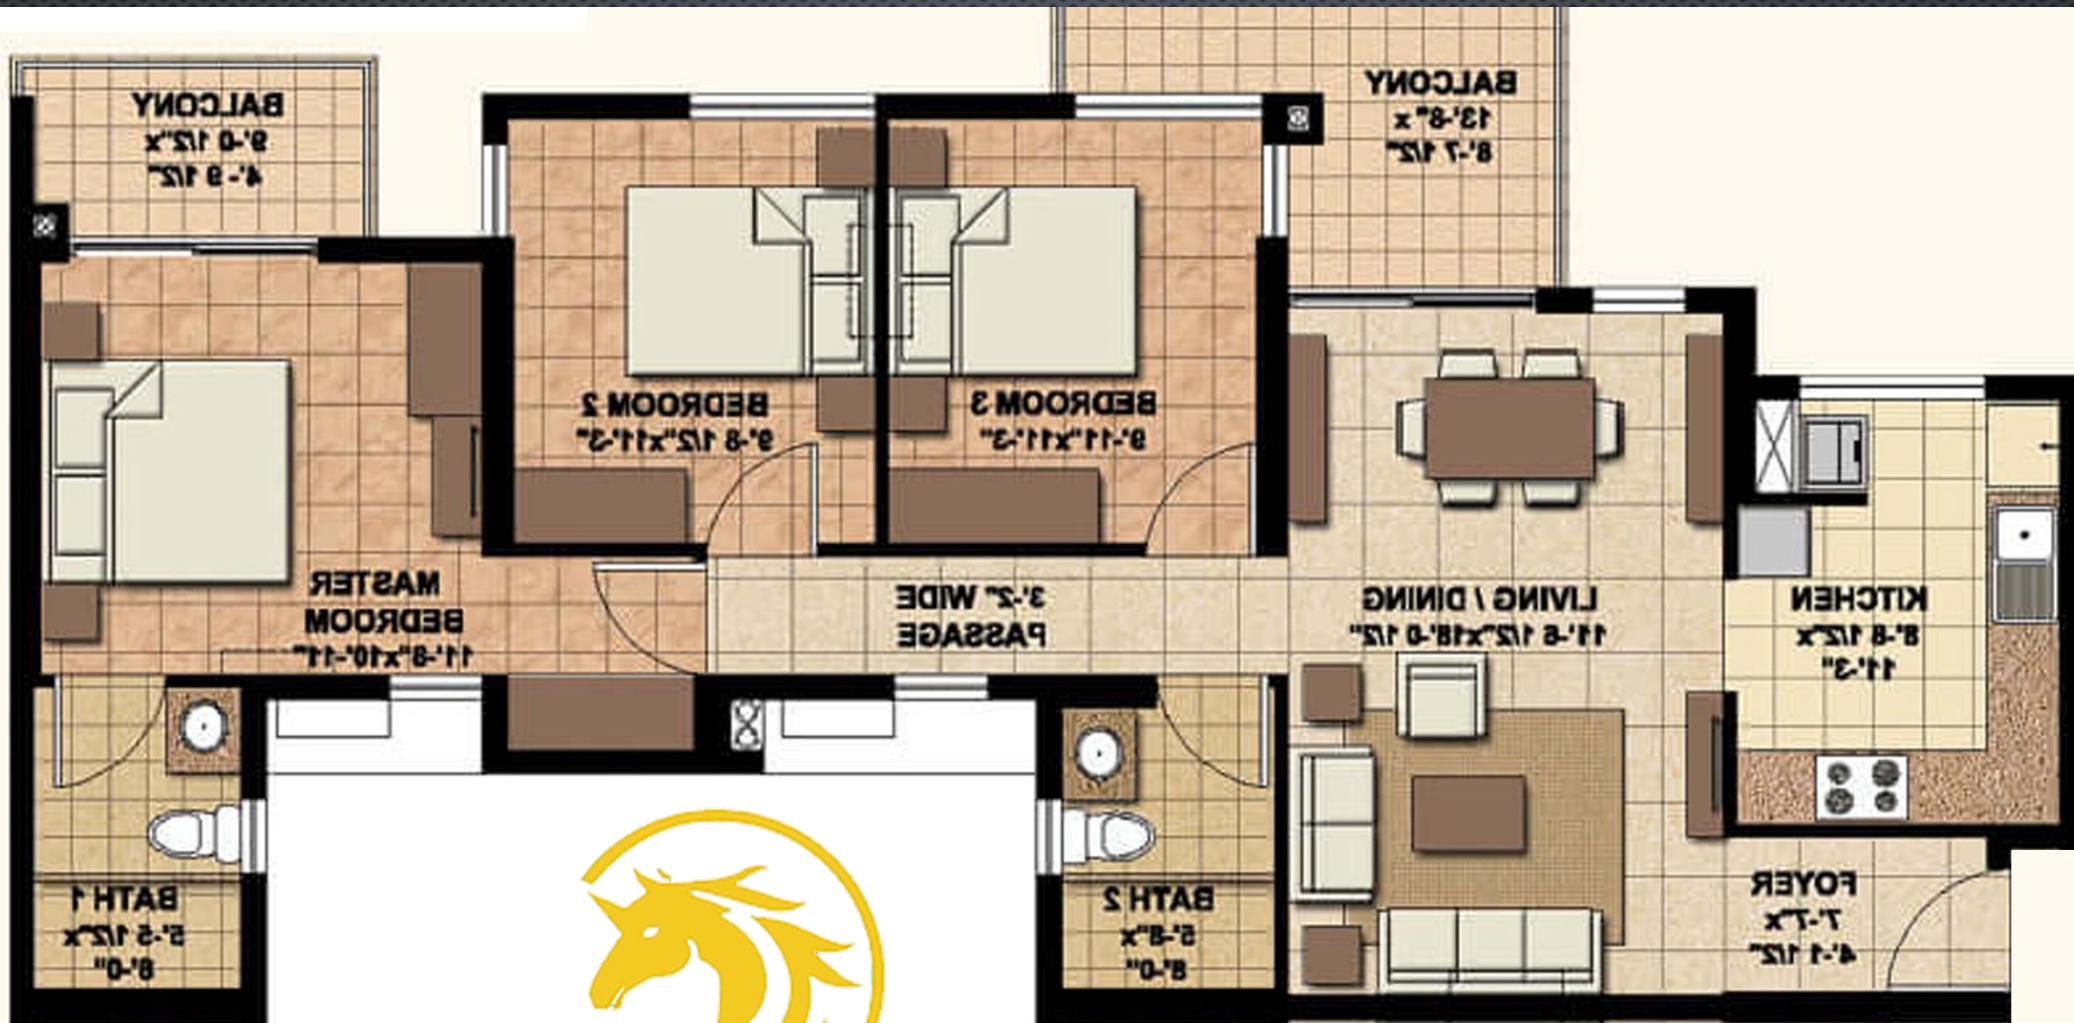 BALCONY
9'-0 1/2"x
4'-9 1/2"
BALCONY
13'-8"x
8'-7 1/2"
BEDROOM 2
9'-8 1/2"x11'-3"
BEDROOM 3
9'-11"x11'-3"
MASTER
BEDROOM
11'-8"x10'-11"
3'-2" WIDE
PASSAGE
LIVING / DINING
11'-6 1/2"x18'-0 1/2"
KITCHEN
8'-8 1/2"x
11'-3"
BATH 1
5'-5 1/2"x
8'-0"
BATH 2
5'-8"x
8'-0"
FOYER
7'-7"x
4'-1 1/2"